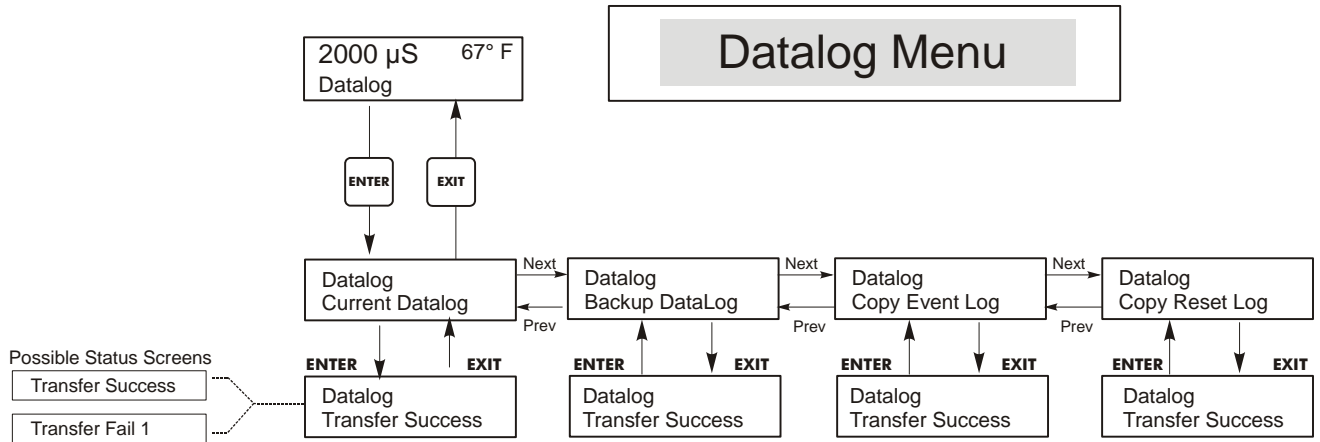 Datalog Menu
2000 µS 67° F
Datalog
ENTER EXIT
Datalog
Current Datalog
Next
Prev
Datalog
Backup DataLog
Next
Prev
Datalog
Copy Event Log
Next
Prev
Datalog
Copy Reset Log
Possible Status Screens
Transfer Success
Transfer Fail 1
ENTER EXIT
Datalog
Transfer Success
ENTER EXIT
Datalog
Transfer Success
ENTER EXIT
Datalog
Transfer Success
ENTER EXIT
Datalog
Transfer Success